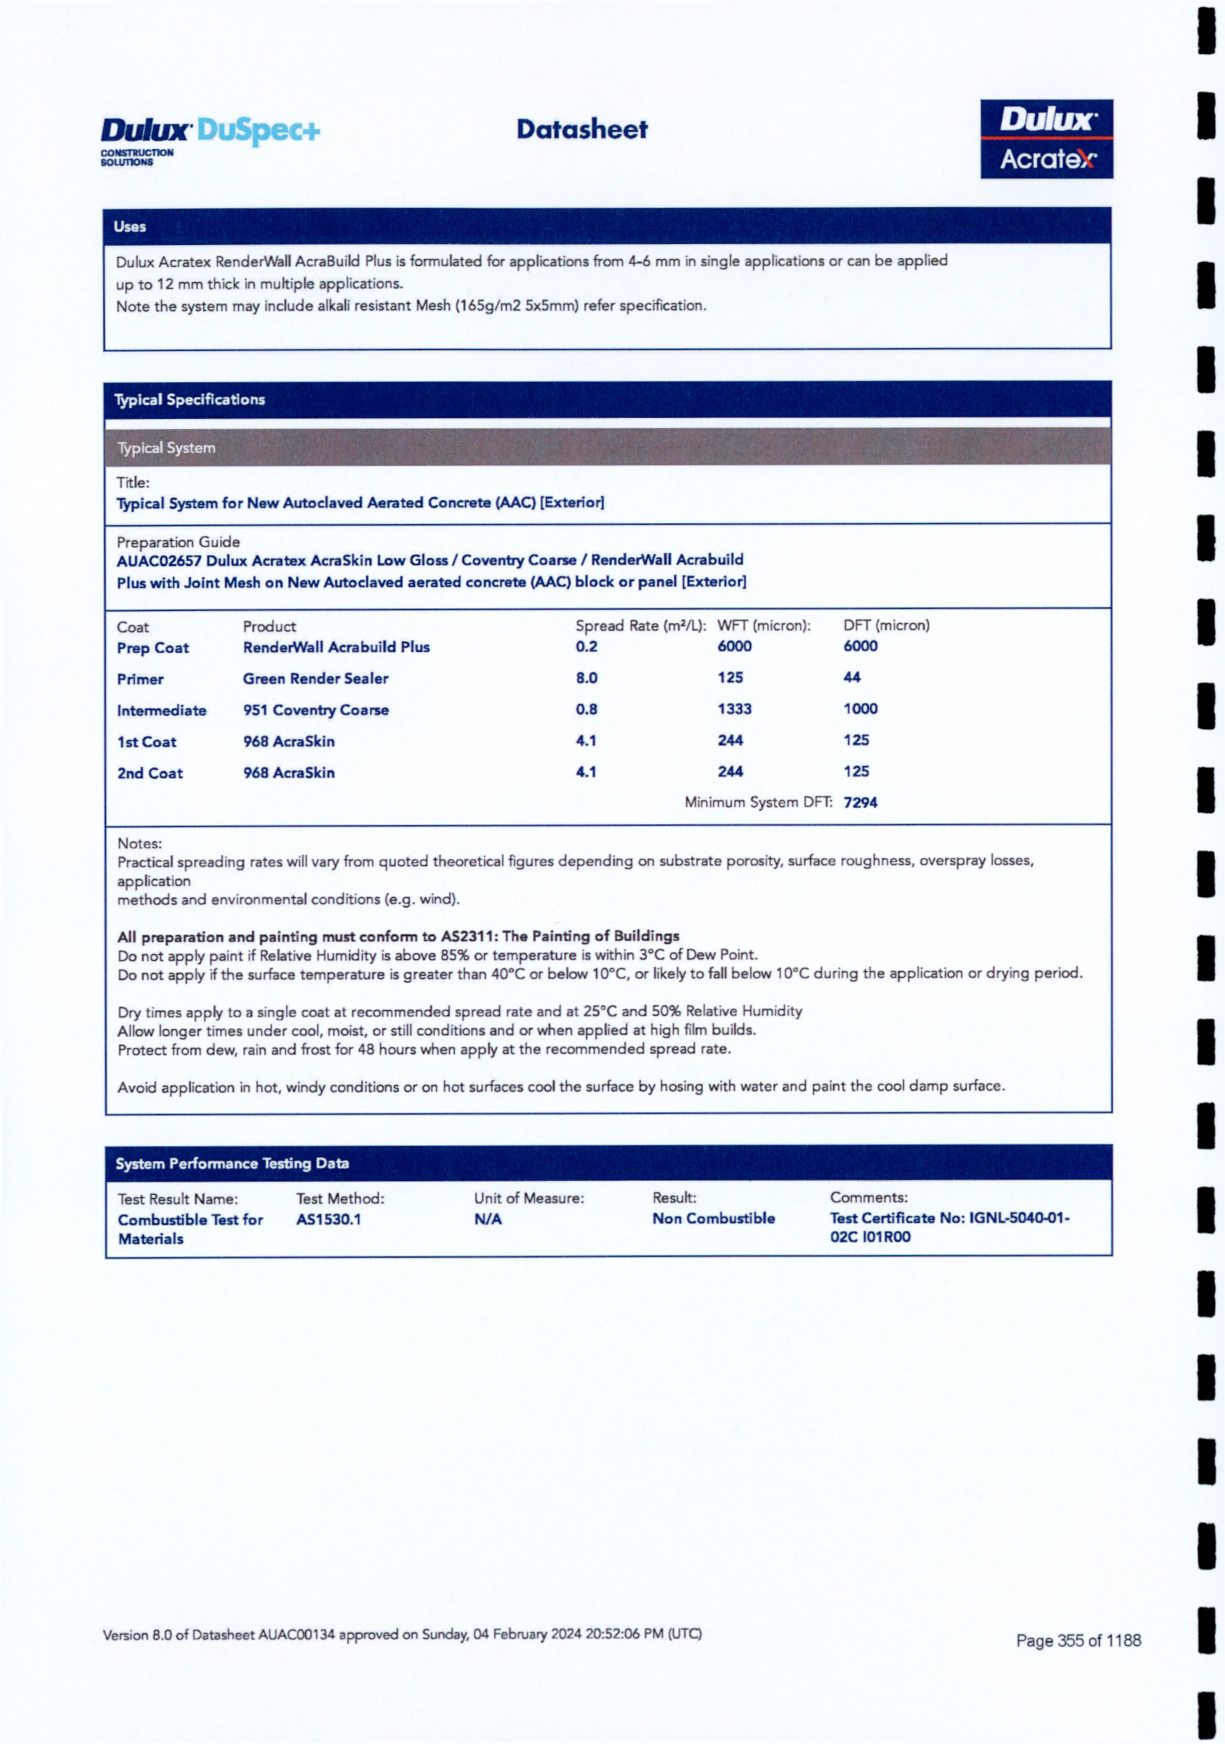 Dulux DuSpec+
CONSTRUCTION
SOLUTIONS
Datasheet
Dulux
Acratex
Uses
Dulux Acratex RenderWall AcraBuild Plus is formulated for applications from 4-6 mm in single applications or can be applied
up to 12 mm thick in multiple applications.
Note the system may include alkali resistant Mesh (165g/m2 5x5mm) refer specification.
Typical Specifications
Typical System
Title:
Typical System for New Autoclaved Aerated Concrete (AAC) [Exterior]
Preparation Guide
AUAC02657 Dulux Acratex AcraSkin Low Gloss / Coventry Coarse / RenderWall Acrabuild
Plus with Joint Mesh on New Autoclaved aerated concrete (AAC) block or panel [Exterior]
Coat Product Spread Rate (m²/L): WFT (micron): DFT (micron)
Prep Coat RenderWall Acrabuild Plus 0.2 6000 6000
Primer Green Render Sealer 8.0 125 44
Intermediate 951 Coventry Coarse 0.8 1333 1000
1st Coat 968 AcraSkin 4.1 244 125
2nd Coat 968 AcraSkin 4.1 244 125
Minimum System DFT: 7294
Notes:
Practical spreading rates will vary from quoted theoretical figures depending on substrate porosity, surface roughness, overspray losses,
application
methods and environmental conditions (e.g. wind).
All preparation and painting must conform to AS2311: The Painting of Buildings
Do not apply paint if Relative Humidity is above 85% or temperature is within 3°C of Dew Point.
Do not apply if the surface temperature is greater than 40°C or below 10°C, or likely to fall below 10°C during the application or drying period.
Dry times apply to a single coat at recommended spread rate and at 25°C and 50% Relative Humidity
Allow longer times under cool, moist, or still conditions and or when applied at high film builds.
Protect from dew, rain and frost for 48 hours when apply at the recommended spread rate.
Avoid application in hot, windy conditions or on hot surfaces cool the surface by hosing with water and paint the cool damp surface.
System Performance Testing Data
Test Result Name: Test Method: Unit of Measure: Result: Comments:
Combustible Test for AS1530.1 N/A Non Combustible Test Certificate No: IGNL-5040-01-
Materials 02C I01R00
Version 8.0 of Datasheet AUAC00134 approved on Sunday, 04 February 2024 20:52:06 PM (UTC)
Page 355 of 1188